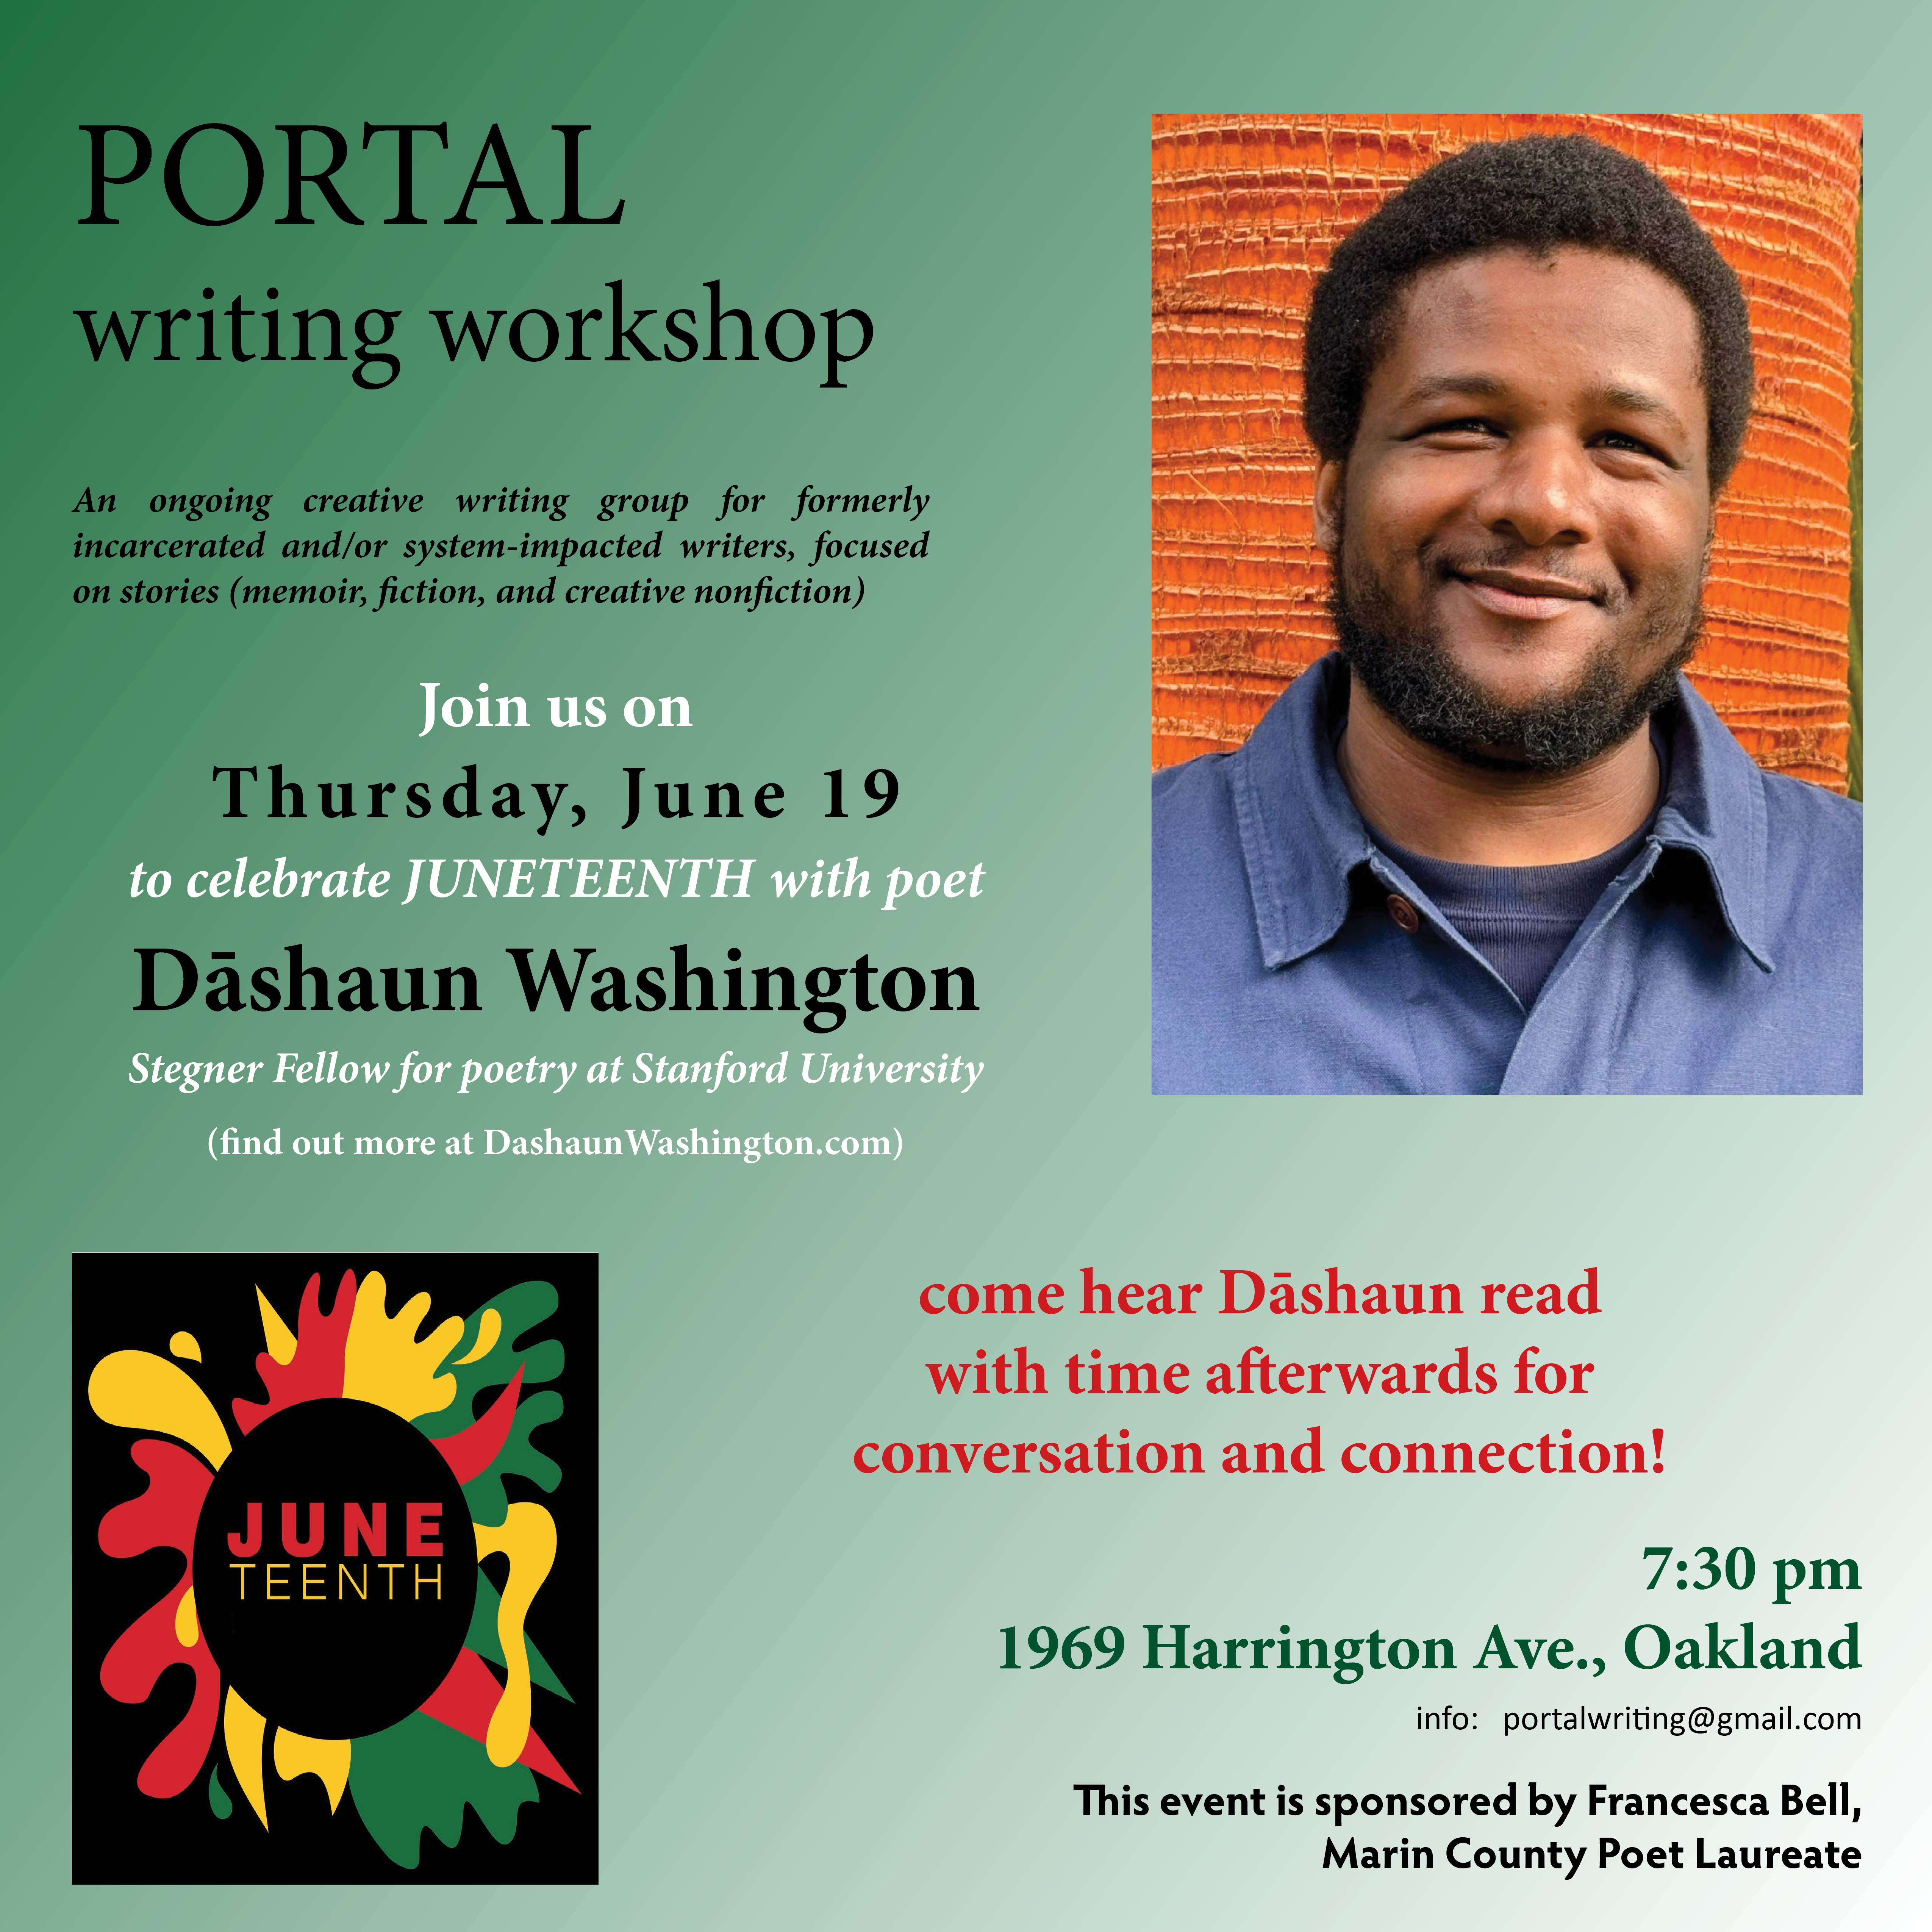 PORTAL
writing workshop
An ongoing creative writing group for formerly
incarcerated and/or system-impacted writers, focused
on stories (memoir, fiction, and creative nonfiction)
Join us on
Thursday, June 19
to celebrate JUNETEENTH with poet
Dāshaun Washington
Stegner Fellow for poetry at Stanford University
(find out more at DashaunWashington.com)
JUNE
TEENTH
come hear Dāshaun read
with time afterwards for
conversation and connection!
7:30 pm
1969 Harrington Ave., Oakland
info: portalwriting@gmail.com
This event is sponsored by Francesca Bell,
Marin County Poet Laureate